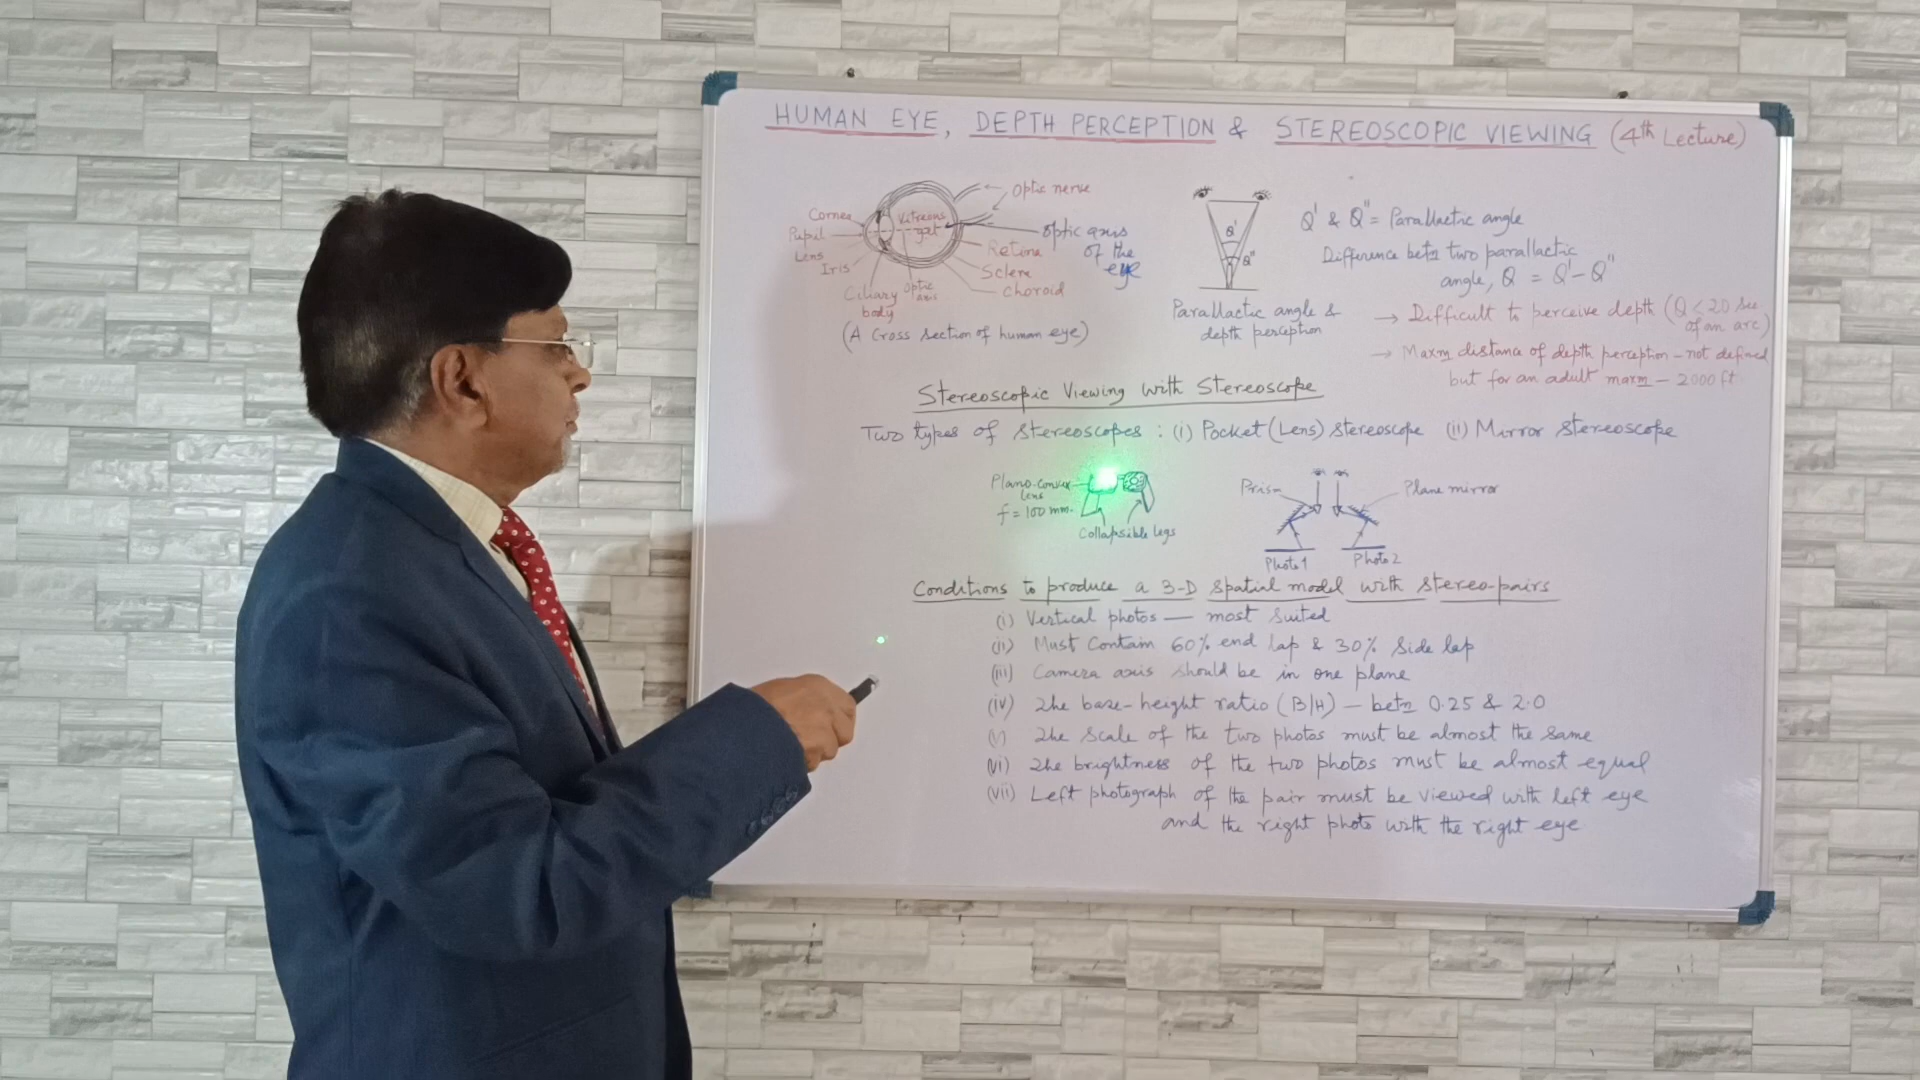 HUMAN EYE, DEPTH PERCEPTION & STEREOSCOPIC VIEWING (4th Lecture)
Optic nerve
Cornea
Pupil
Lens
Iris
Ciliary body
Optic axis
Vitreous
optic axis of the eye
Retina
Sclera
Choroid
(A Cross section of human eye)
Q'
Q"
Parallactic angle &
depth perception
Q' & Q" = Parallactic angle
Difference betn two parallactic
angle, Q = Q' - Q"
→ Difficult to perceive depth (Q < 20 sec of an arc)
→ Maxm distance of depth perception - not defined
but for an adult maxm - 2000 ft
Stereoscopic Viewing with Stereoscope
Two types of stereoscopes : (i) Pocket (Lens) stereoscope (ii) Mirror stereoscope
Plano-convex
lens
f = 100 mm.
Collapsible legs
Prism
Plane mirror
Photo 1
Photo 2
Conditions to produce a 3-D spatial model with stereo-pairs
(i) Vertical photos — most suited
(ii) Must contain 60% end lap & 30% side lap
(iii) Camera axis should be in one plane
(iv) The base-height ratio (B/H) - betn 0.25 & 2.0
(v) The scale of the two photos must be almost the same
(vi) The brightness of the two photos must be almost equal
(vii) Left photograph of the pair must be viewed with left eye
and the right photo with the right eye